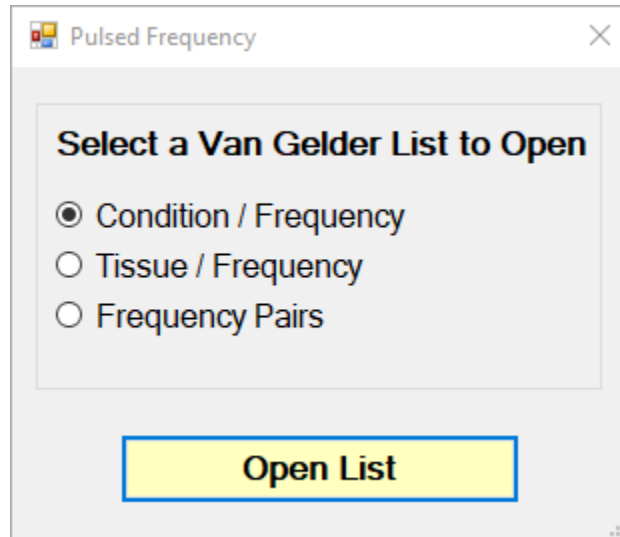 Pulsed Frequency
Select a Van Gelder List to Open
Condition / Frequency
Tissue / Frequency
Frequency Pairs
Open List